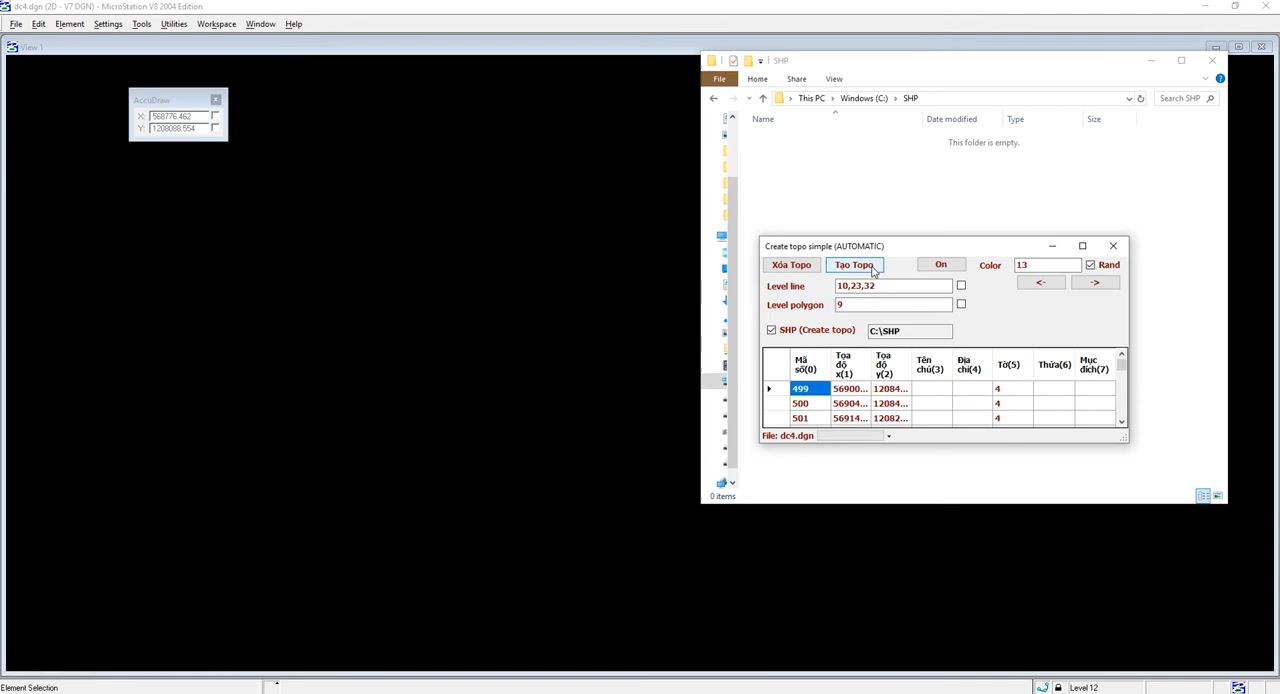 dc4.dgn (2D - V7 DGN) - MicroStation V8 2004 Edition
File Edit Element Settings Tools Utilities Workspace Window Help
View 1
AccuDraw
X: 568776.462
Y: 1208088.554
SHP
File Home Share View
This PC Windows (C:) SHP
Search SHP
Name Date modified Type Size
This folder is empty.
Create topo simple (AUTOMATIC)
Xóa Topo Tạo Topo On Color 13 Rand
Level line 10,23,32 <- ->
Level polygon 9
SHP (Create topo) C:\SHP
Mã số(0) Tọa độ x(1) Tọa độ y(2) Tên chủ(3) Địa chỉ(4) Tờ(5) Thửa(6) Mục đích(7)
499 56900... 12084... 4
500 56904... 12084... 4
501 56914... 12082... 4
File: dc4.dgn
0 items
Element Selection
Level 12